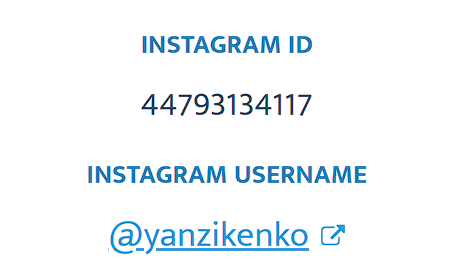 INSTAGRAM ID
44793134117
INSTAGRAM USERNAME
@yanzikenko